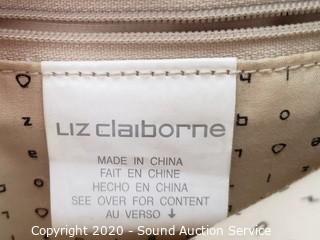 LIZ claiborne
MADE IN CHINA
FAIT EN CHINE
HECHO EN CHINA
SEE OVER FOR CONTENT
AU VERSO ↓
Copyright © 2020 - Sound Auction Service